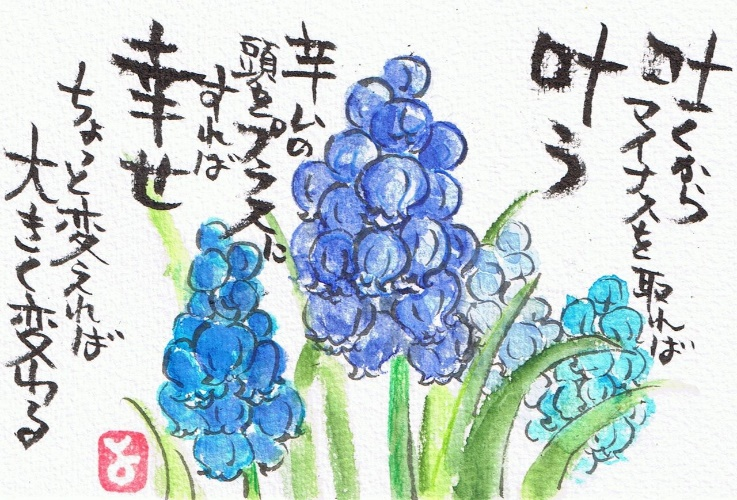 吐くから
マイナスを取れば
叶う
辛いの
頭をプラスに
すれば
幸せ
ちょっと変えれば
大きく変わる